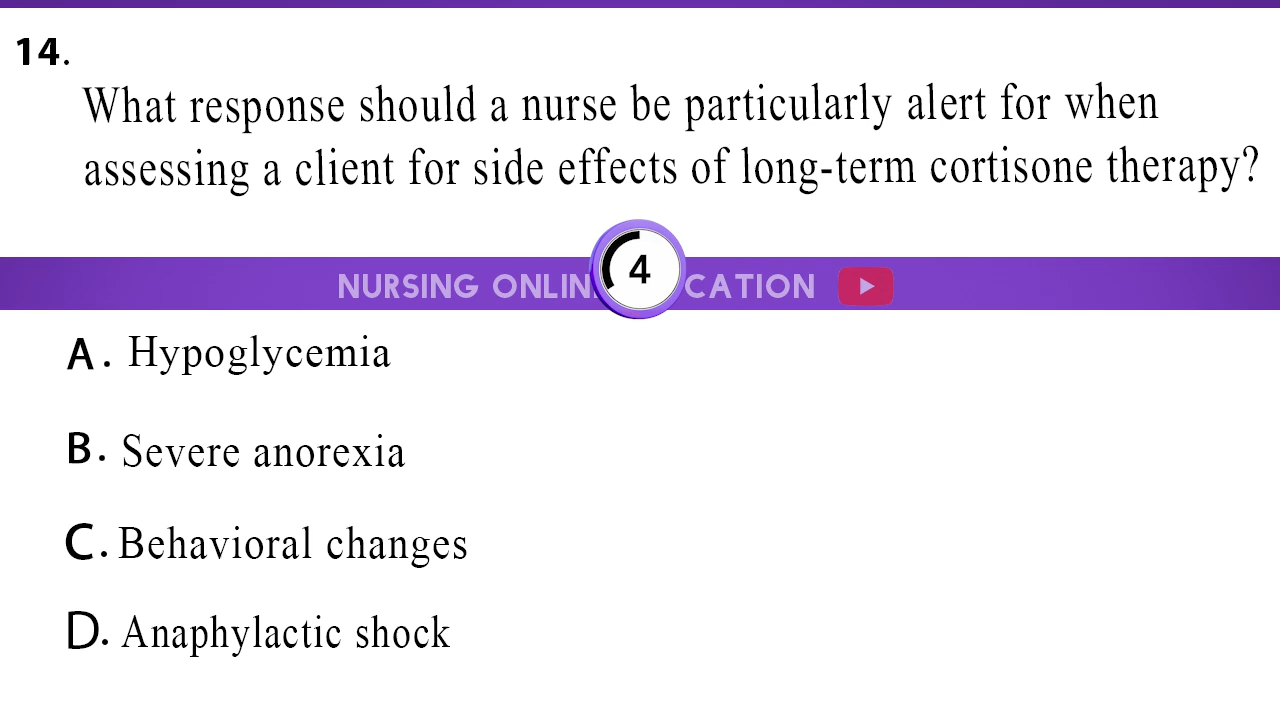 14.
What response should a nurse be particularly alert for when
assessing a client for side effects of long-term cortisone therapy?
4
NURSING ONLIN CATION
A. Hypoglycemia
B. Severe anorexia
C. Behavioral changes
D. Anaphylactic shock